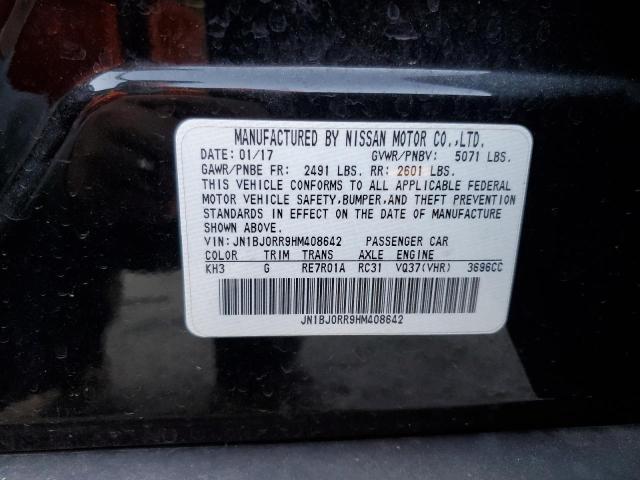 MANUFACTURED BY NISSAN MOTOR CO.,LTD.
DATE: 01/17 GVWR/PNBV: 5071 LBS.
GAWR/PNBE FR: 2491 LBS. RR: 2601 LBS.
THIS VEHICLE CONFORMS TO ALL APPLICABLE FEDERAL
MOTOR VEHICLE SAFETY,BUMPER,AND THEFT PREVENTION
STANDARDS IN EFFECT ON THE DATE OF MANUFACTURE
SHOWN ABOVE.
VIN: JN1BJ0RR9HM408642 PASSENGER CAR
COLOR TRIM TRANS AXLE ENGINE
KH3 G RE7R01A RC31 VQ37(VHR) 3696CC
JN1BJ0RR9HM408642